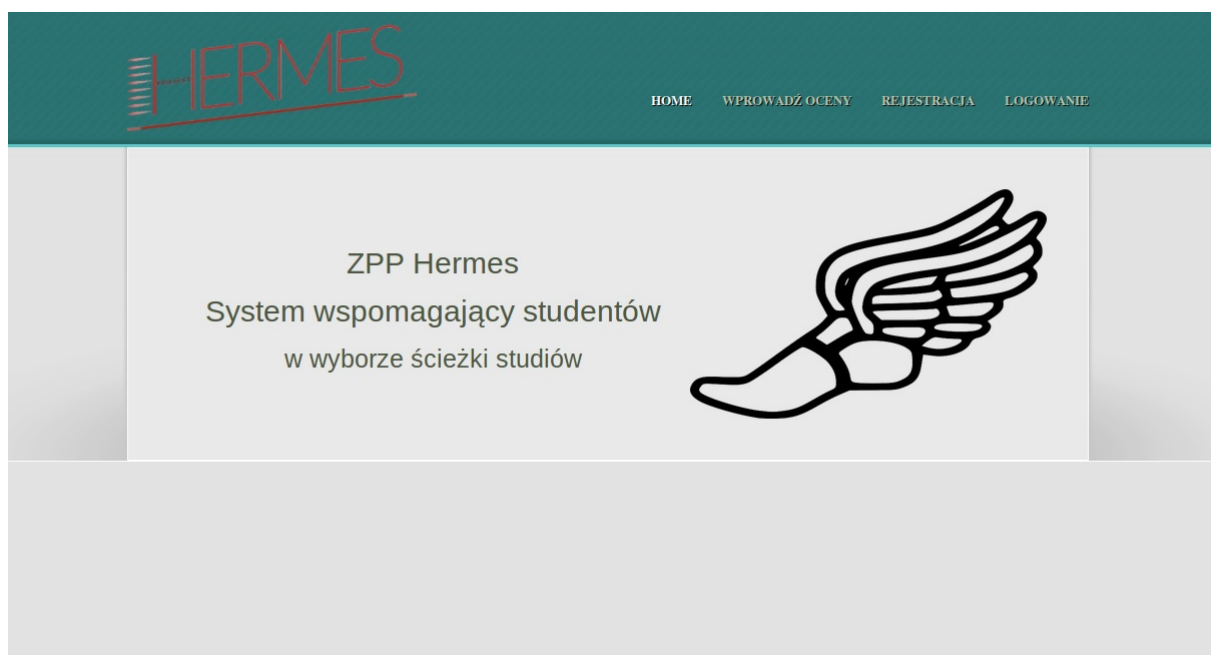 HERMES
HOME WPROWADŹ OCENY REJESTRACJA LOGOWANIE
ZPP Hermes
System wspomagający studentów
w wyborze ścieżki studiów